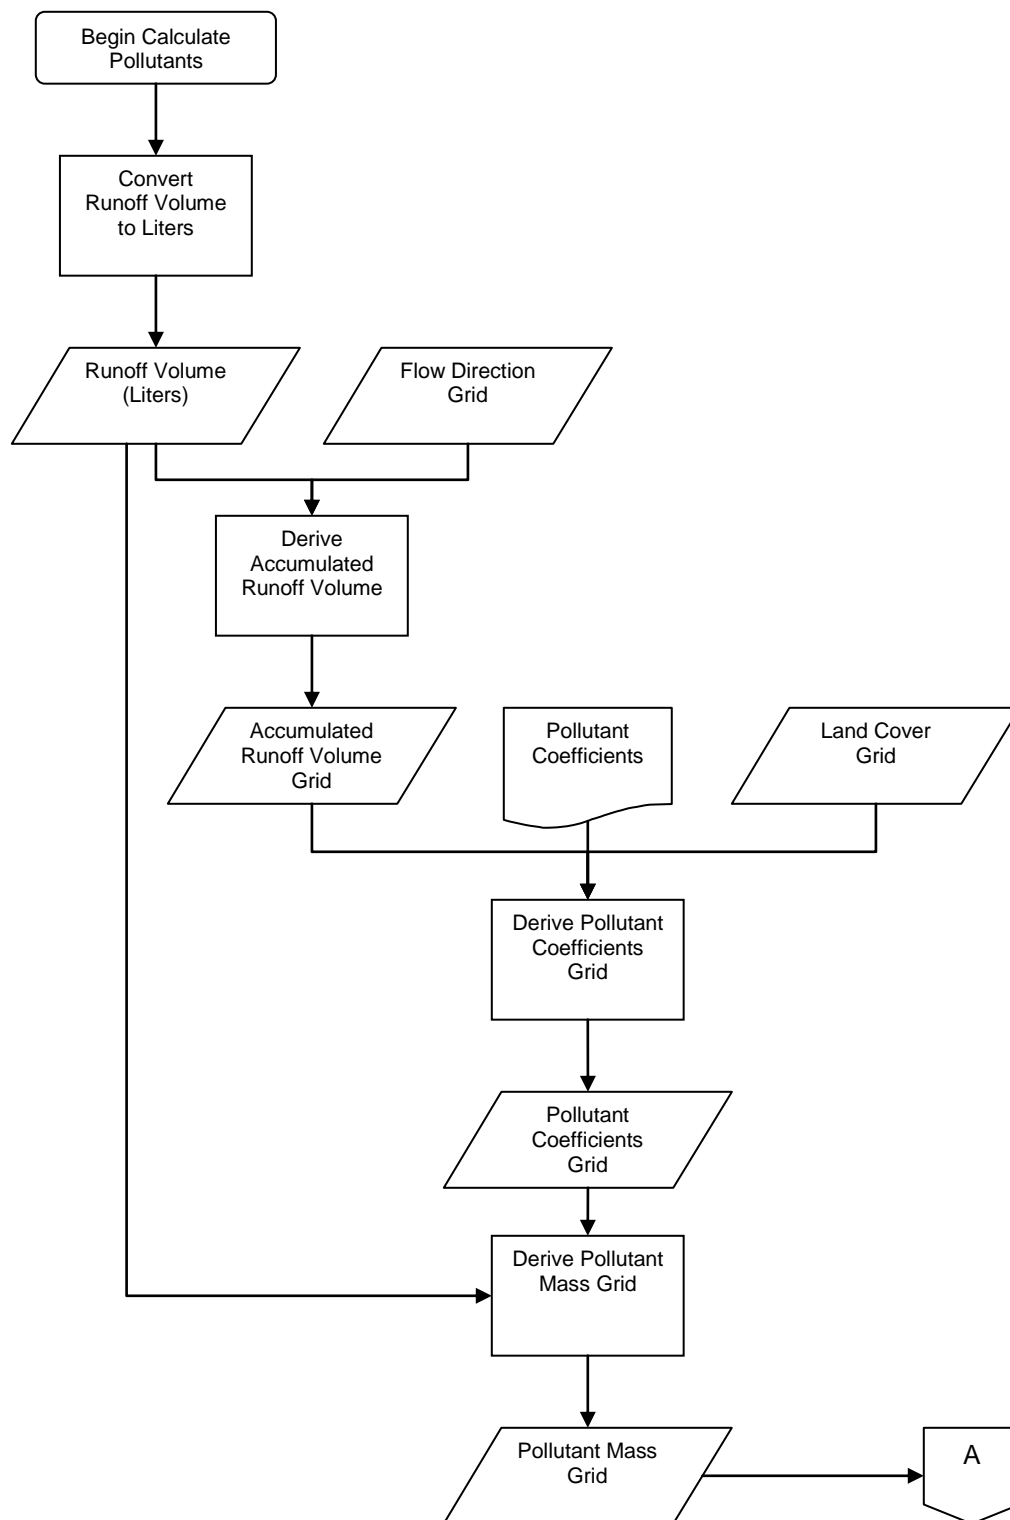 Begin Calculate
Pollutants
Convert
Runoff Volume
to Liters
Runoff Volume
(Liters)
Flow Direction
Grid
Derive
Accumulated
Runoff Volume
Accumulated
Runoff Volume
Grid
Pollutant
Coefficients
Land Cover
Grid
Derive Pollutant
Coefficients
Grid
Pollutant
Coefficients
Grid
Derive Pollutant
Mass Grid
Pollutant Mass
Grid
A